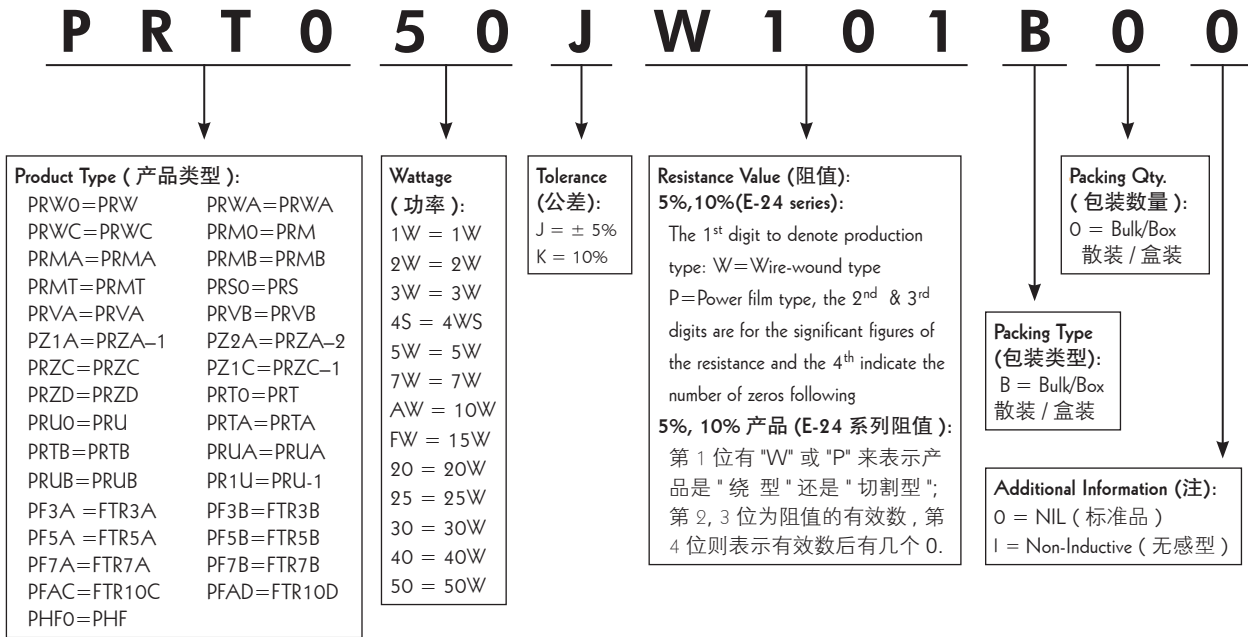 P R T 0 5 0 J W 1 0 1 B 0 0
Product Type ( 产品类型 ):
PRW0=PRW PRWA=PRWA
PRWC=PRWC PRM0=PRM
PRMA=PRMA PRMB=PRMB
PRMT=PRMT PRS0=PRS
PRVA=PRVA PRVB=PRVB
PZ1A=PRZA–1 PZ2A=PRZA–2
PRZC=PRZC PZ1C=PRZC–1
PRZD=PRZD PRT0=PRT
PRU0=PRU PRTA=PRTA
PRTB=PRTB PRUA=PRUA
PRUB=PRUB PR1U=PRU-1
PF3A =FTR3A PF3B=FTR3B
PF5A =FTR5A PF5B=FTR5B
PF7A=FTR7A PF7B=FTR7B
PFAC=FTR10C PFAD=FTR10D
PHF0=PHF
Wattage
( 功率 ):
1W = 1W
2W = 2W
3W = 3W
4S = 4WS
5W = 5W
7W = 7W
AW = 10W
FW = 15W
20 = 20W
25 = 25W
30 = 30W
40 = 40W
50 = 50W
Tolerance
(公差):
J = ± 5%
K = 10%
Resistance Value (阻值):
5%,10%(E-24 series):
The 1st digit to denote production
type: W=Wire-wound type
P=Power film type, the 2nd & 3rd
digits are for the significant figures of
the resistance and the 4th indicate the
number of zeros following
5%, 10% 产品 (E-24 系列阻值 ):
第 1 位有 "W" 或 "P" 来表示产
品是 " 绕 型 " 还是 " 切割型 ";
第 2, 3 位为阻值的有效数 , 第
4 位则表示有效数后有几个 0.
Packing Type
(包装类型):
B = Bulk/Box
散装 / 盒装
Packing Qty.
( 包装数量 ):
0 = Bulk/Box
散装 / 盒装
Additional Information (注):
0 = NIL ( 标准品 )
I = Non-Inductive ( 无感型 )